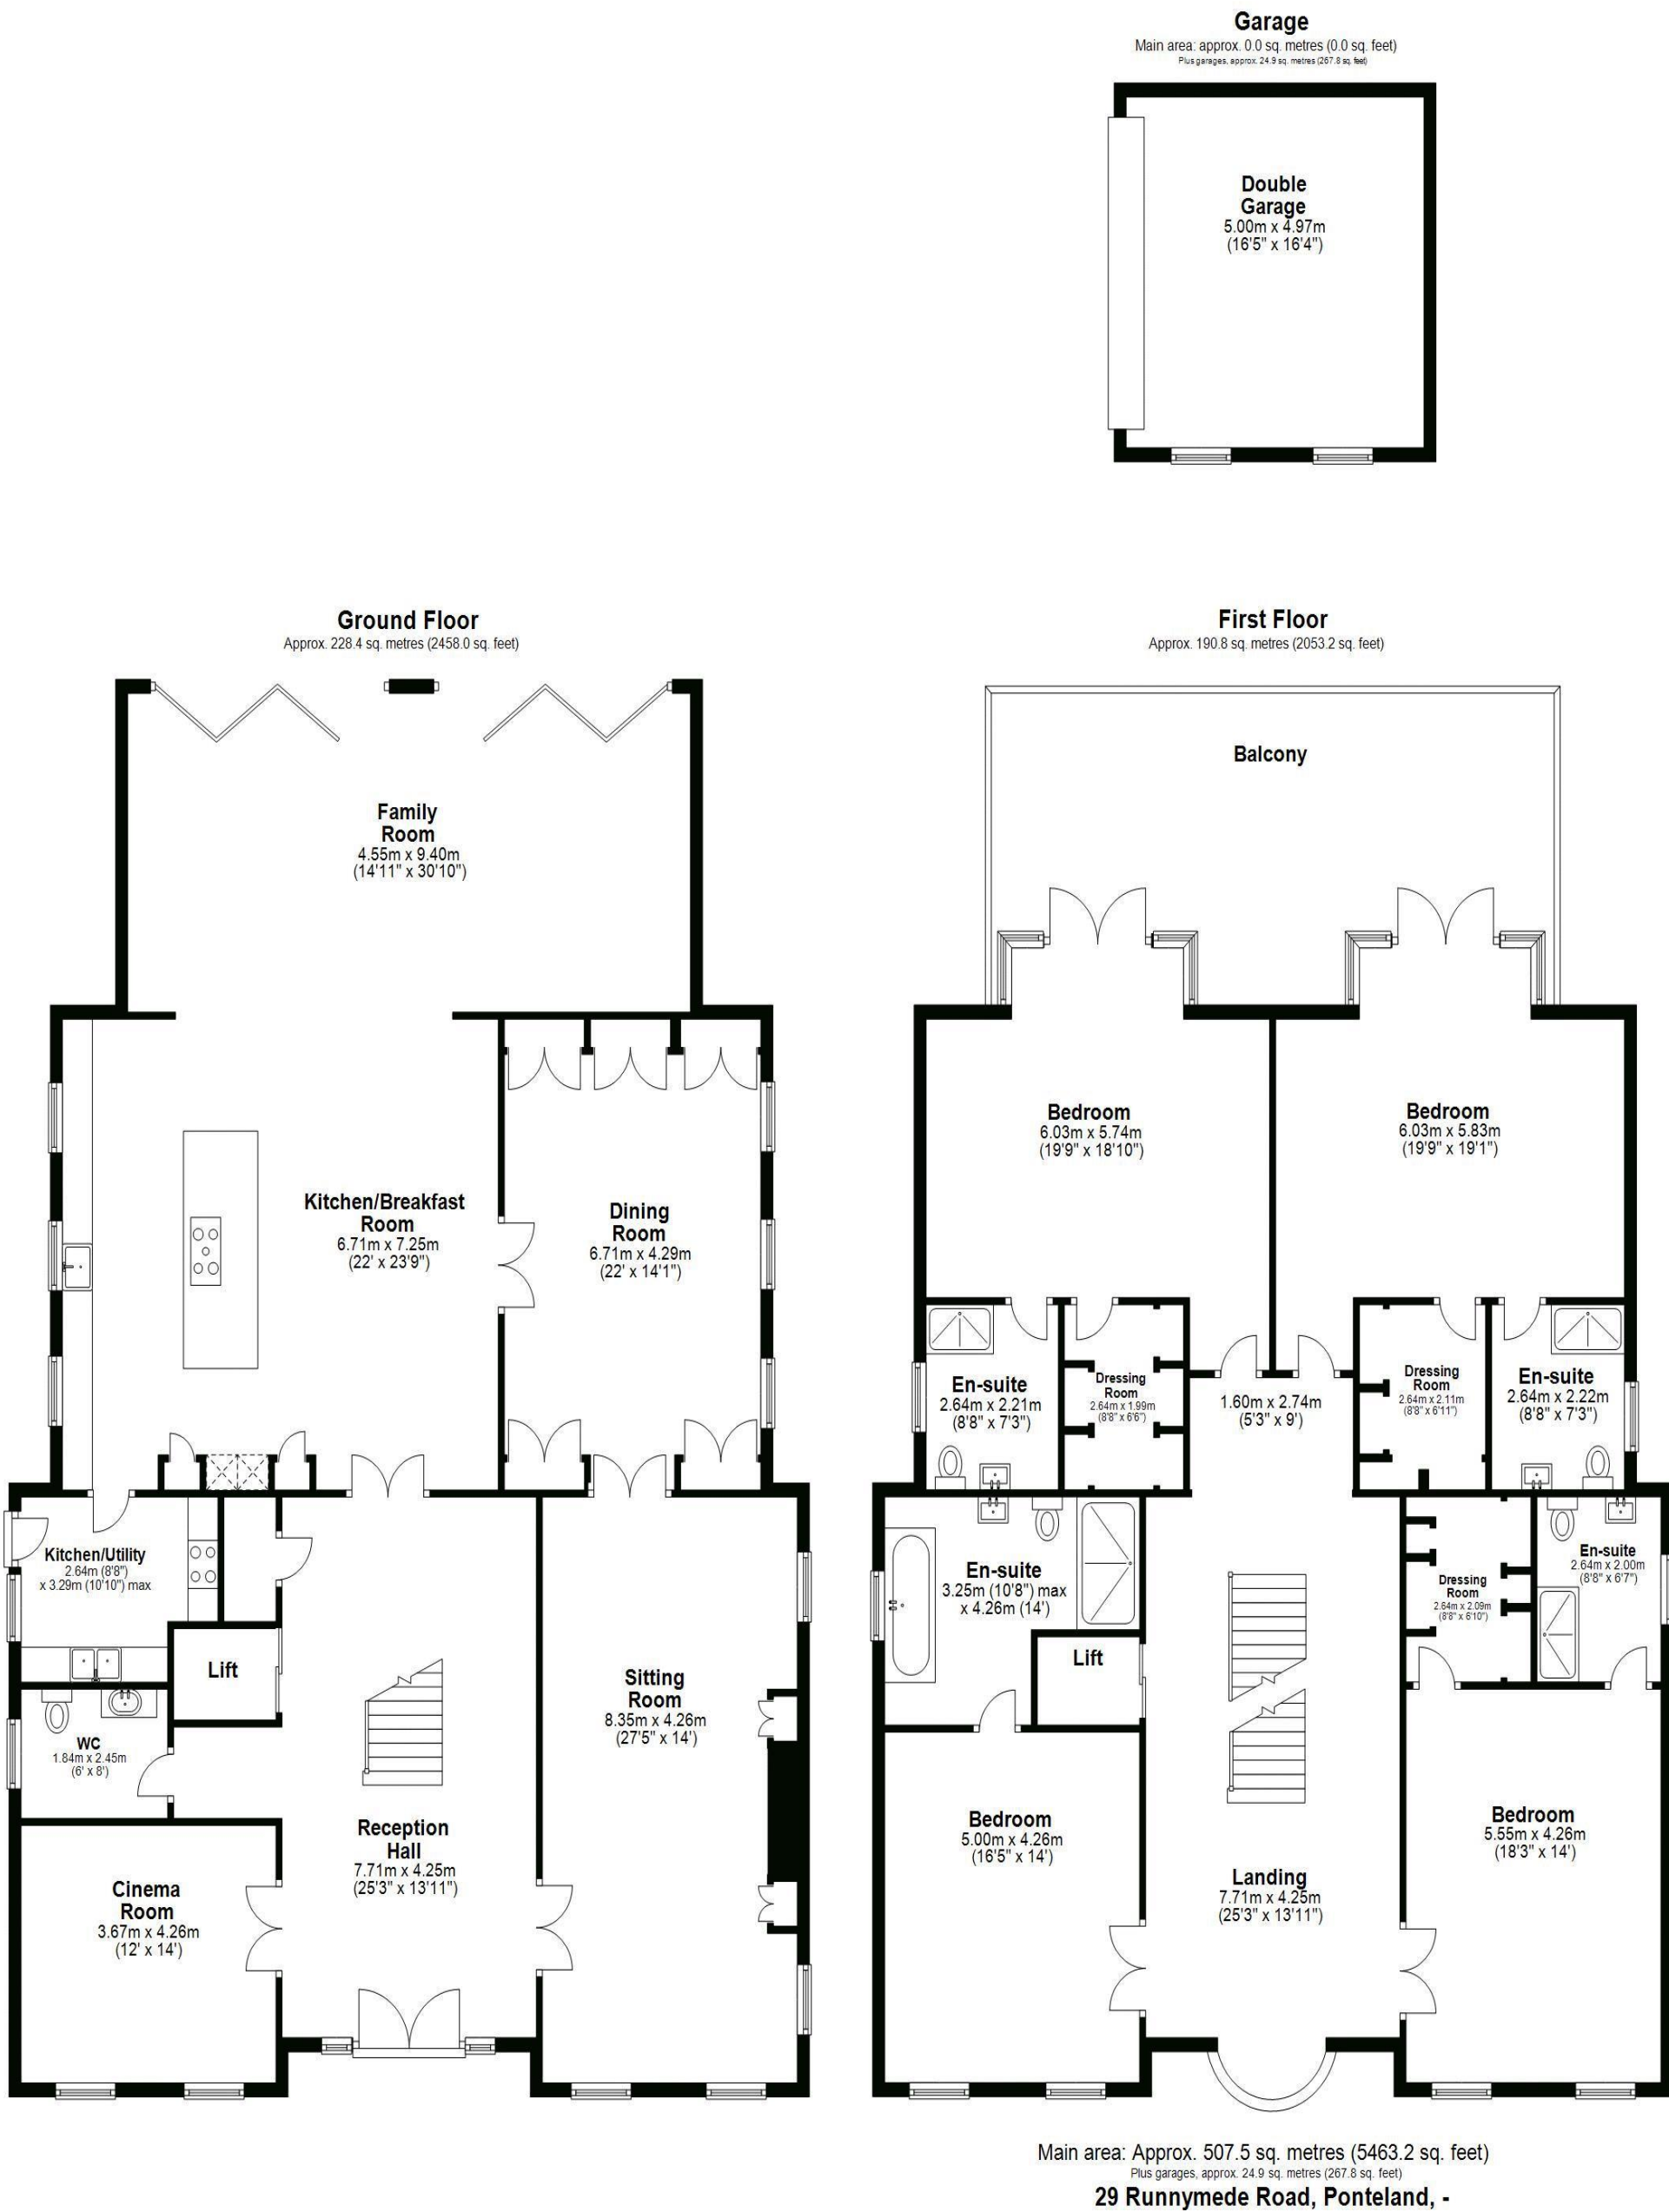 Garage
Main area: approx. 0.0 sq. metres (0.0 sq. feet)
Plus garages, approx. 24.9 sq. metres (267.8 sq. feet)
Double
Garage
5.00m x 4.97m
(16'5" x 16'4")
Ground Floor
Approx. 228.4 sq. metres (2458.0 sq. feet)
Family
Room
4.55m x 9.40m
(14'11" x 30'10")
Kitchen/Breakfast
Room
6.71m x 7.25m
(22' x 23'9")
Dining
Room
6.71m x 4.29m
(22' x 14'1")
Kitchen/Utility
2.64m (8'8")
x 3.29m (10'10") max
Lift
WC
1.84m x 2.45m
(6' x 8')
Sitting
Room
8.35m x 4.26m
(27'5" x 14')
Reception
Hall
7.71m x 4.25m
(25'3" x 13'11")
Cinema
Room
3.67m x 4.26m
(12' x 14')
First Floor
Approx. 190.8 sq. metres (2053.2 sq. feet)
Balcony
Bedroom
6.03m x 5.74m
(19'9" x 18'10")
Bedroom
6.03m x 5.83m
(19'9" x 19'1")
En-suite
2.64m x 2.21m
(8'8" x 7'3")
Dressing
Room
2.64m x 1.99m
(8'8" x 6'6")
1.60m x 2.74m
(5'3" x 9')
Dressing
Room
2.64m x 2.11m
(8'8" x 6'11")
En-suite
2.64m x 2.22m
(8'8" x 7'3")
En-suite
3.25m (10'8") max
x 4.26m (14')
Lift
Dressing
Room
2.64m x 2.09m
(8'8" x 6'10")
En-suite
2.64m x 2.00m
(8'8" x 6'7")
Bedroom
5.00m x 4.26m
(16'5" x 14')
Landing
7.71m x 4.25m
(25'3" x 13'11")
Bedroom
5.55m x 4.26m
(18'3" x 14')
Main area: Approx. 507.5 sq. metres (5463.2 sq. feet)
Plus garages, approx. 24.9 sq. metres (267.8 sq. feet)
29 Runnymede Road, Ponteland, -